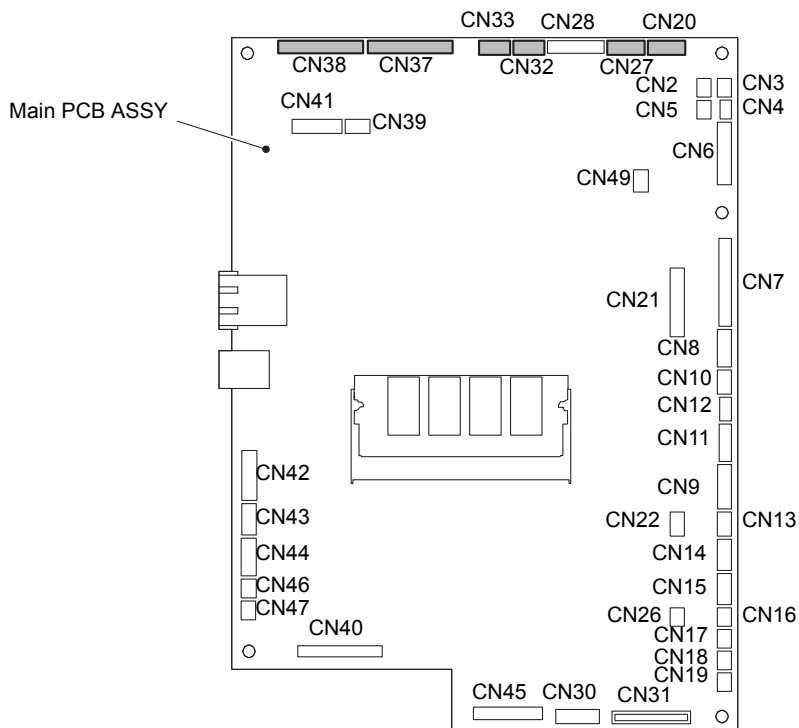 CN33 CN28 CN20
CN38 CN37 CN32 CN27
CN2 CN3
CN41
CN39
CN5 CN4
Main PCB ASSY
CN6
CN49
CN7
CN21
CN8
CN10
CN12
CN11
CN42
CN9
CN43
CN22 CN13
CN44
CN14
CN46
CN15
CN47
CN26 CN16
CN40
CN17
CN18
CN19
CN45 CN30 CN31